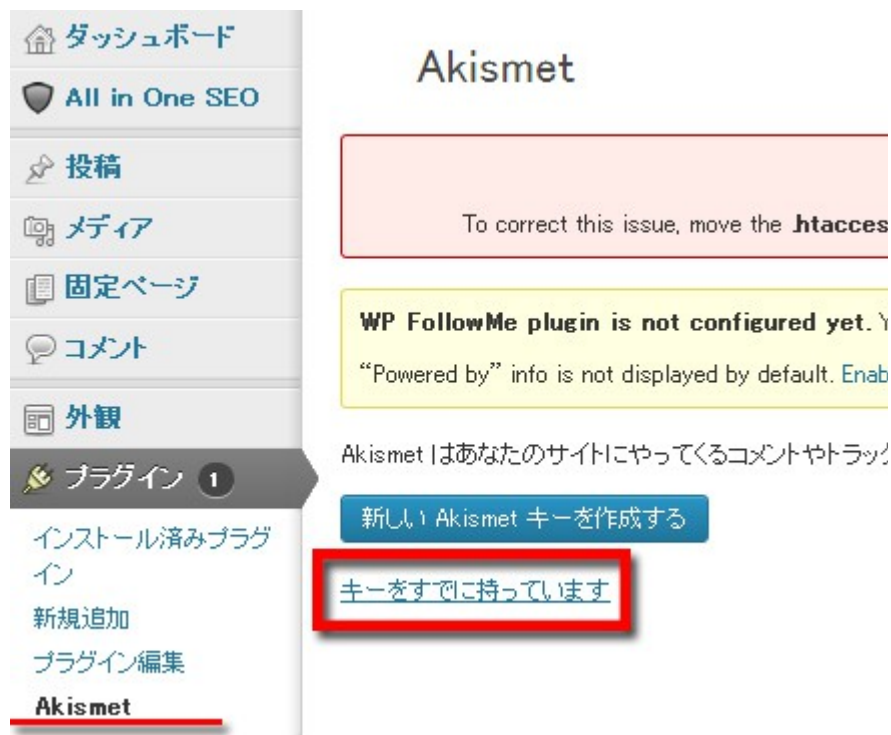 ダッシュボード
All in One SEO
投稿
メディア
固定ページ
コメント
外観
プラグイン 1
インストール済みプラグ
イン
新規追加
プラグイン編集
Akismet
Akismet
To correct this issue, move the .htacces
WP FollowMe plugin is not configured yet.
“Powered by” info is not displayed by default. Enab
Akismet はあなたのサイトにやってくるコメントやトラッ
新しい Akismet キーを作成する
キーをすでに持っています